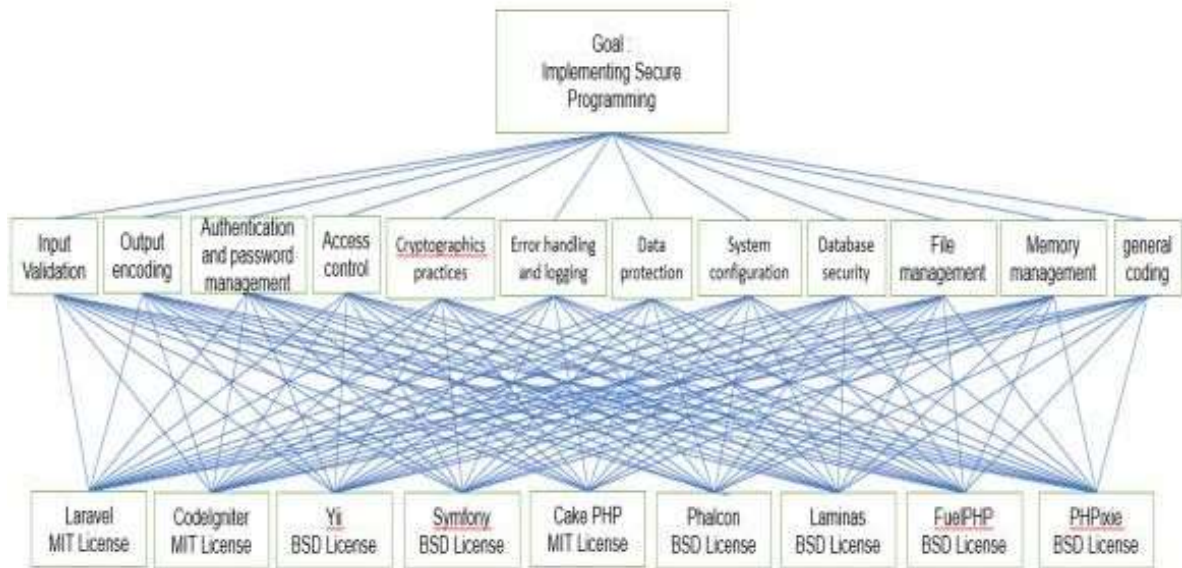 Goal :
Implementing Secure
Programming
Input
Validation
Output
encoding
Authentication
and password
management
Access
control
Cryptographics
practices
Error handling
and logging
Data
protection
System
configuration
Database
security
File
management
Memory
management
general
coding
Laravel
MIT License
CodeIgniter
MIT License
Yii
BSD License
Symfony
BSD License
Cake PHP
MIT License
Phalcon
BSD License
Laminas
BSD License
FuelPHP
BSD License
PHPixie
BSD License